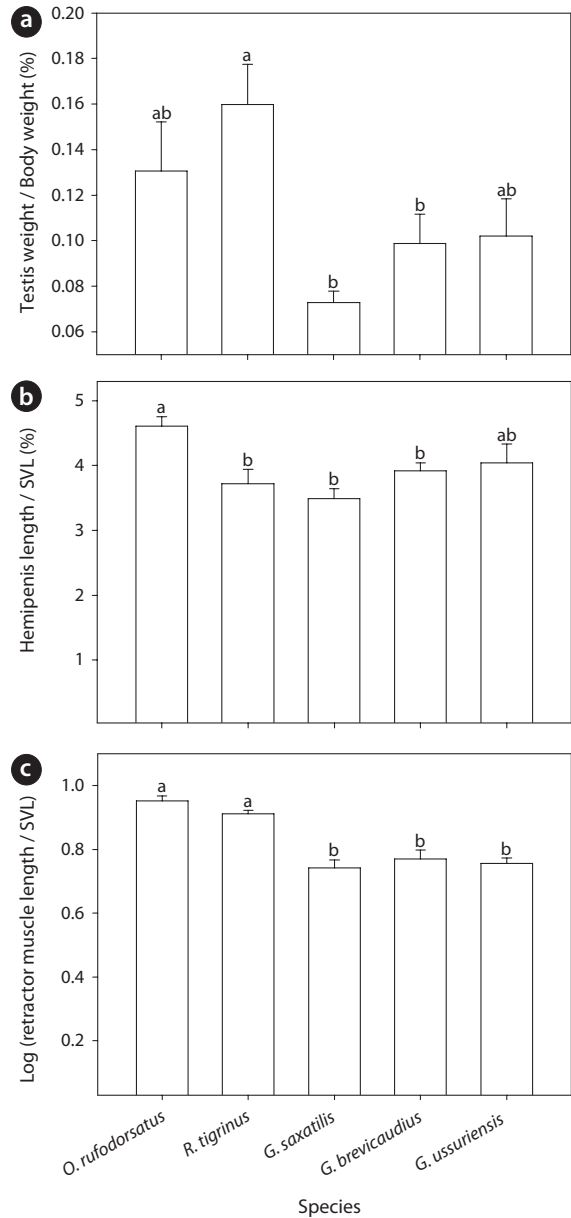 a
Testis weight / Body weight (%)
0.20
0.18
0.16
0.14
0.12
0.10
0.08
0.06
ab
a
b
b
ab
b
Hemipenis length / SVL (%)
5
4
3
2
1
a
b
b
b
ab
c
Log (retractor muscle length / SVL)
1.0
0.8
0.6
0.4
0.2
a
a
b
b
b
O. rufodorsatus
R. tigrinus
G. saxatilis
G. brevicaudius
G. ussuriensis
Species